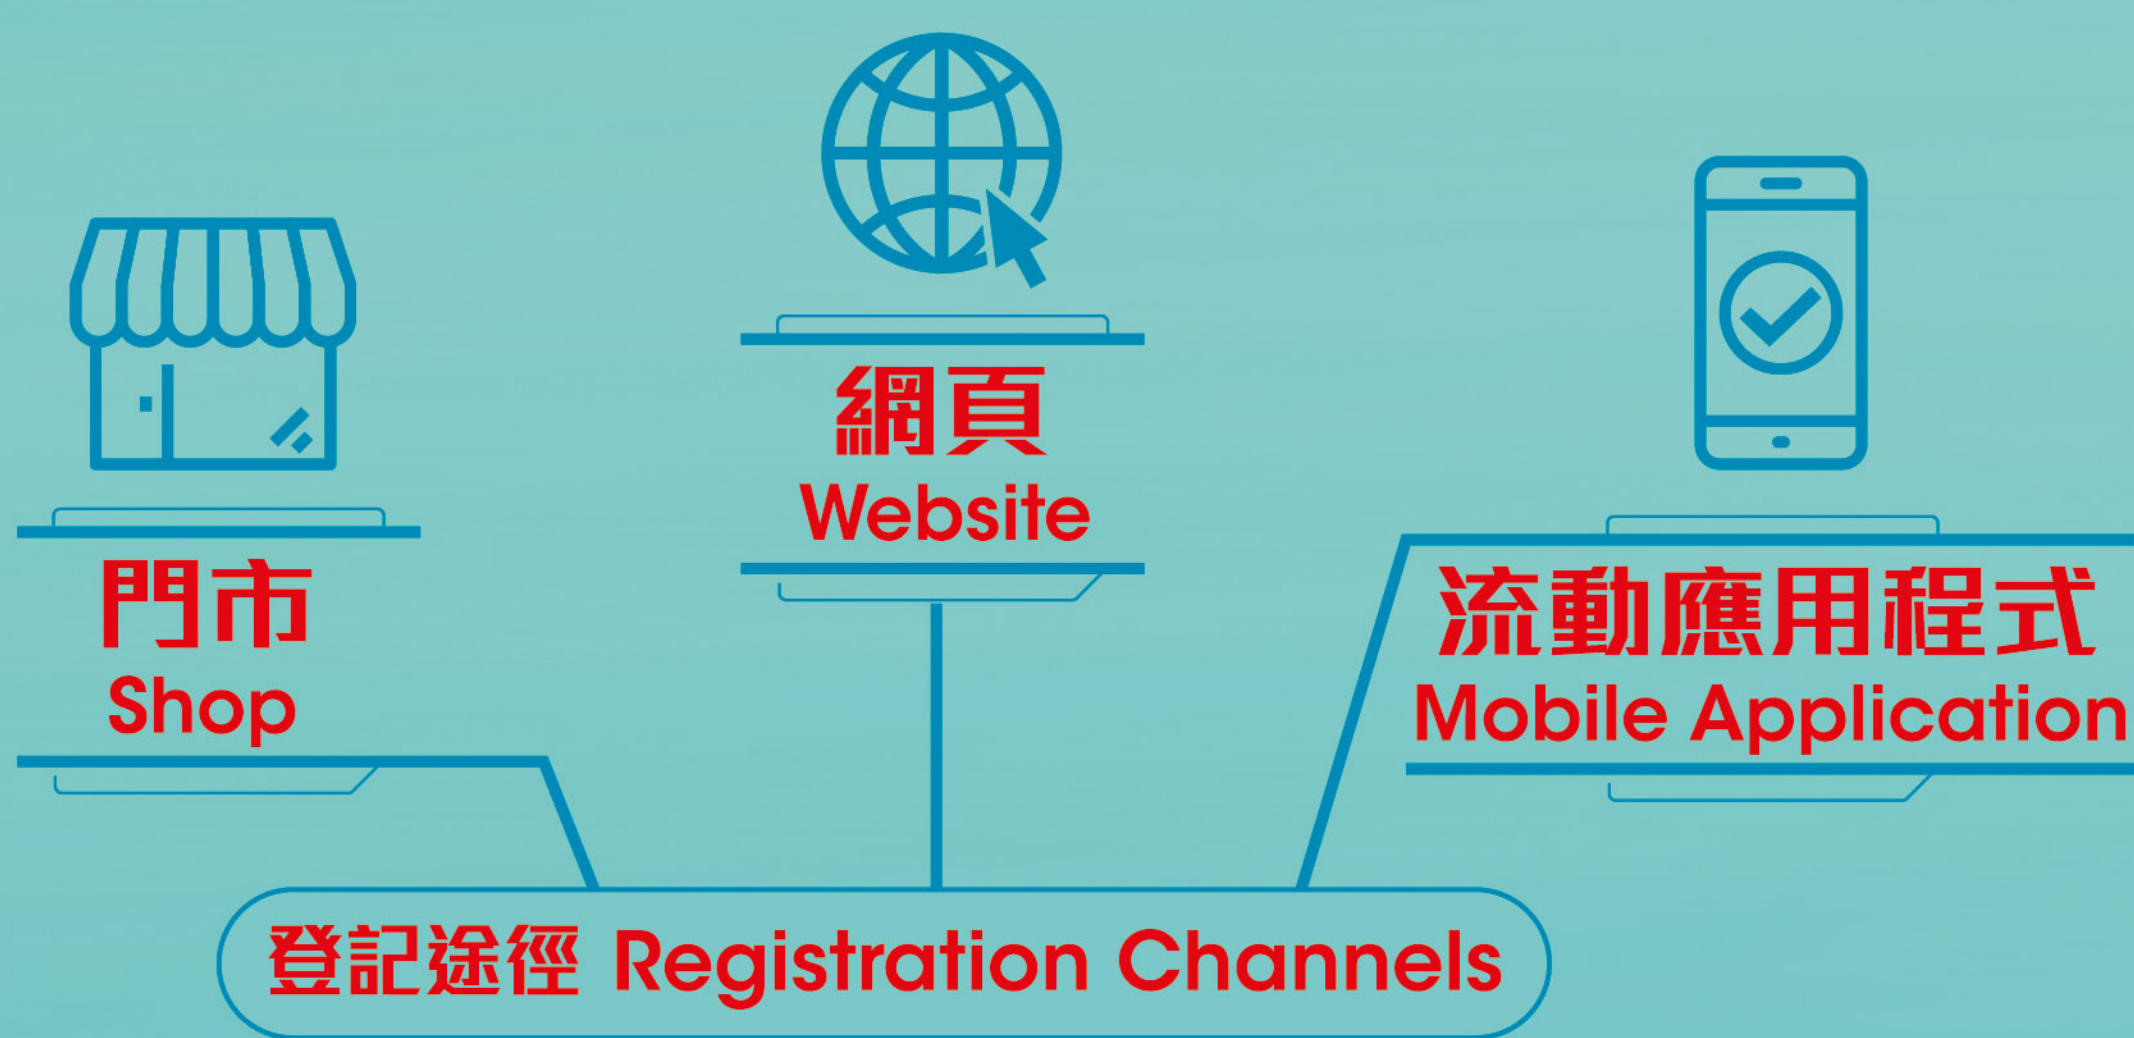 門市
Shop
網頁
Website
流動應用程式
Mobile Application
登記途徑 Registration Channels